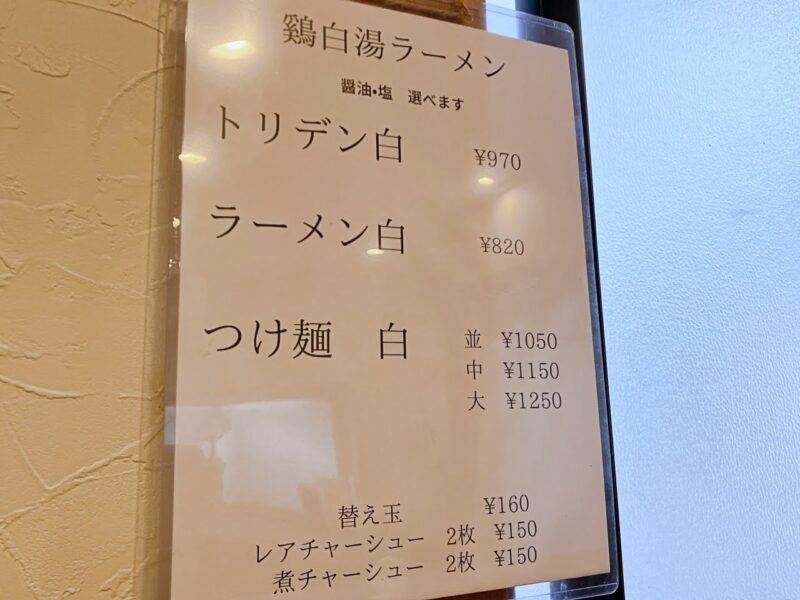 鶏白湯ラーメン
醤油・塩 選べます
トリデン白 ¥970
ラーメン白 ¥820
つけ麺 白 並 ¥1050
中 ¥1150
大 ¥1250
替え玉 ¥160
レアチャーシュー 2枚 ¥150
煮チャーシュー 2枚 ¥150